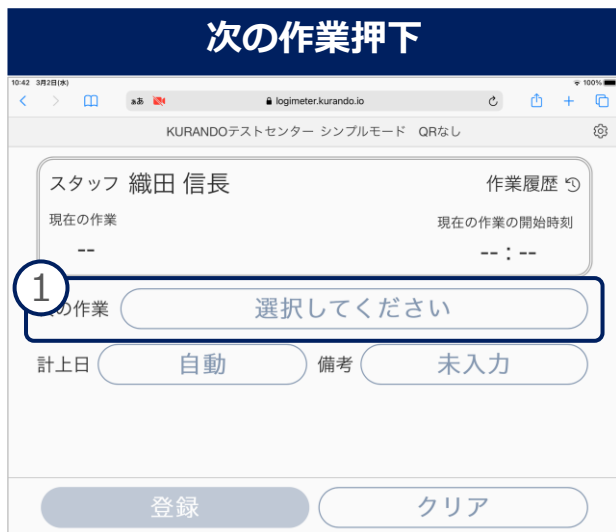 次の作業押下
10:42 3月2日(水) 100%
ぁあ logimeter.kurando.io
KURANDOテストセンター シンプルモード QRなし
スタッフ 織田 信長 作業履歴
現在の作業 現在の作業の開始時刻
-- --:--
1
の作業 選択してください
計上日 自動 備考 未入力
登録 クリア